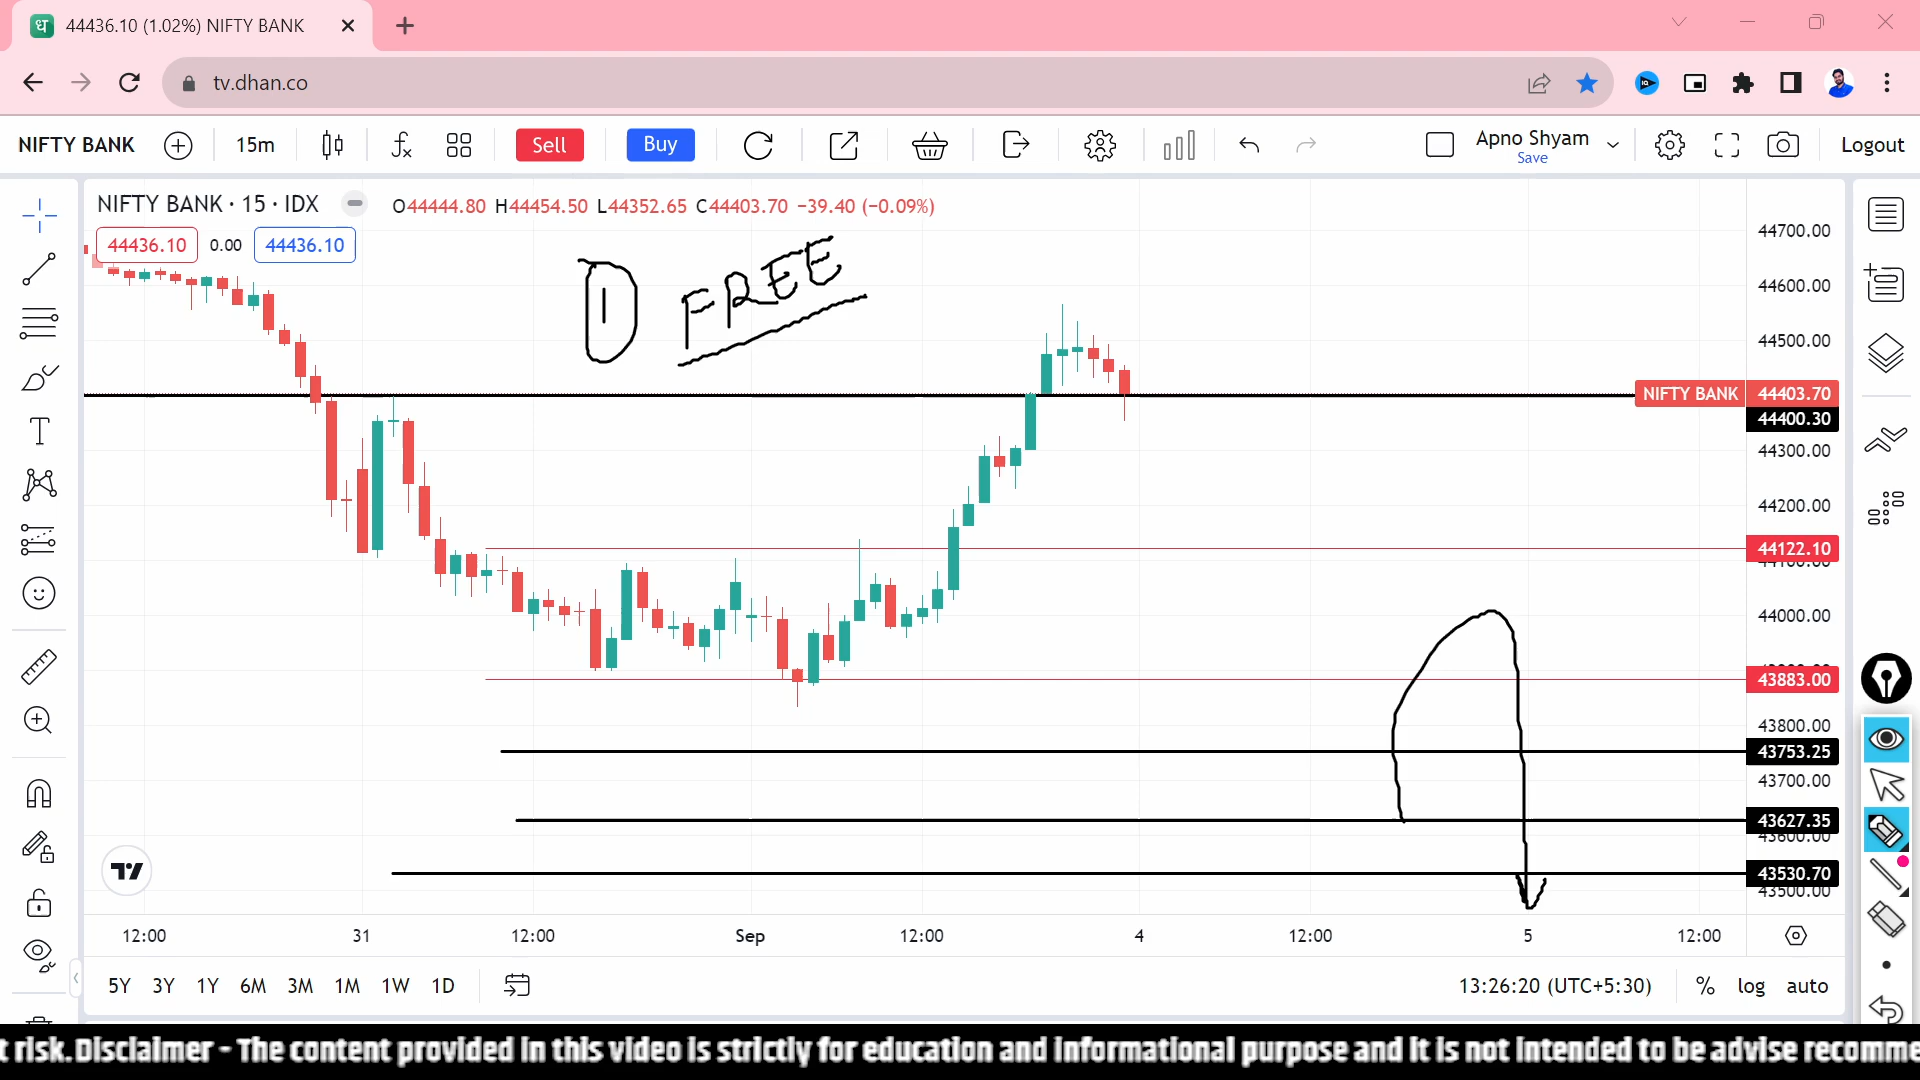 ध 44436.10 (1.02%) NIFTY BANK
tv.dhan.co
NIFTY BANK 15m Sell Buy Apno Shyam Save Logout
NIFTY BANK · 15 · IDX O44444.80 H44454.50 L44352.65 C44403.70 −39.40 (−0.09%)
44436.10 0.00 44436.10
1 FREE
44700.00
44600.00
44500.00
NIFTY BANK 44403.70
44400.30
44300.00
44200.00
44122.10
44000.00
43883.00
43800.00
43753.25
43700.00
43627.35
43600.00
43530.70
43500.00
12:00 31 12:00 Sep 12:00 4 12:00 5 12:00
5Y 3Y 1Y 6M 3M 1M 1W 1D 13:26:20 (UTC+5:30) % log auto
t risk.Disclaimer - The content provided in this video is strictly for education and informational purpose and it is not intended to be advise recomme